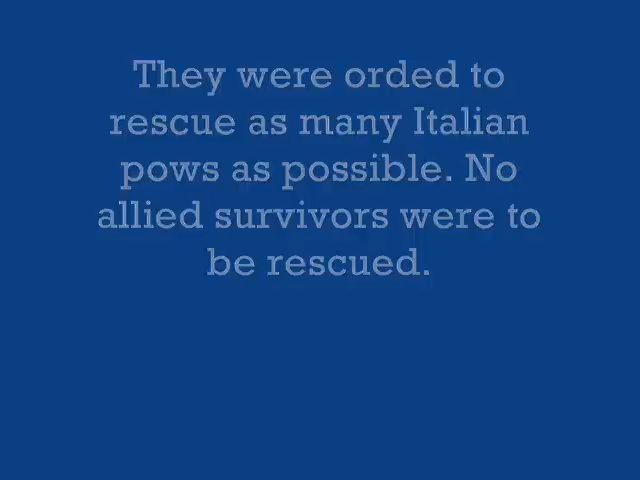 They were orded to
rescue as many Italian
pows as possible. No
allied survivors were to
be rescued.